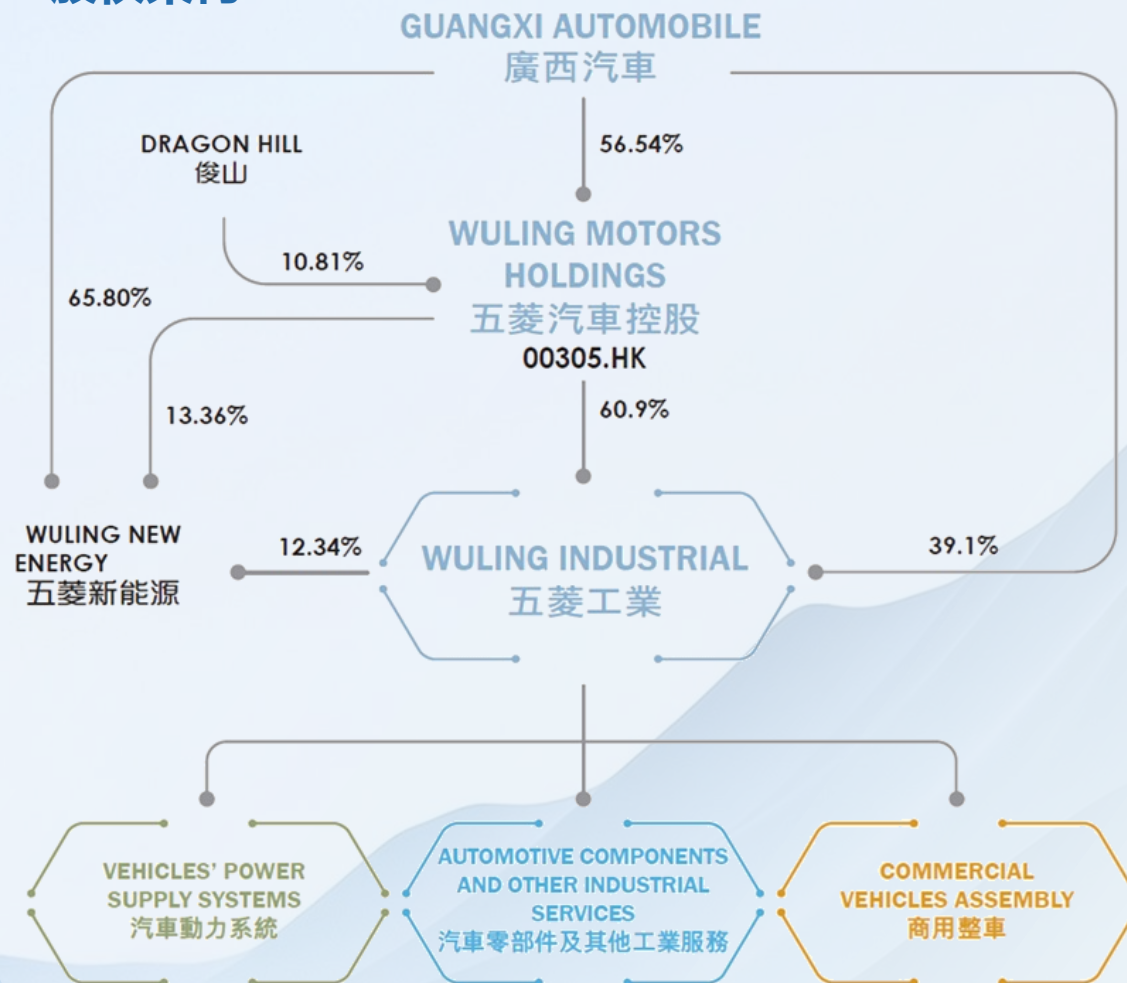 GUANGXI AUTOMOBILE
廣西汽車
56.54%
DRAGON HILL
俊山
10.81%
65.80%
WULING MOTORS
HOLDINGS
五菱汽車控股
00305.HK
13.36%
60.9%
WULING NEW
ENERGY
五菱新能源
12.34%
WULING INDUSTRIAL
五菱工業
39.1%
VEHICLES' POWER
SUPPLY SYSTEMS
汽車動力系統
AUTOMOTIVE COMPONENTS
AND OTHER INDUSTRIAL
SERVICES
汽車零部件及其他工業服務
COMMERCIAL
VEHICLES ASSEMBLY
商用整車